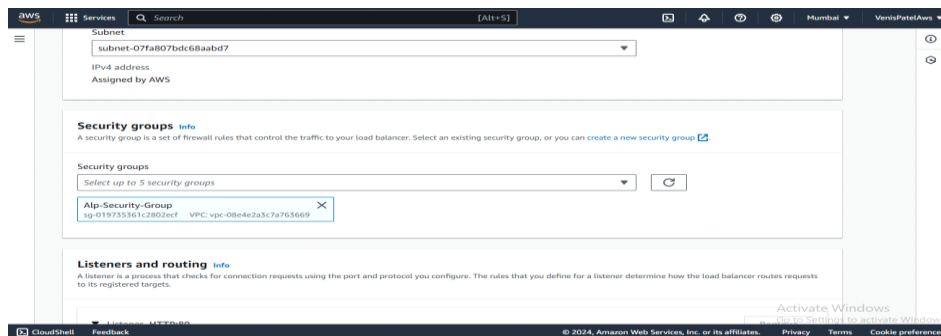 aws Services Search [Alt+S] Mumbai VenisPatelAws
Subnet
subnet-07fa807bdc68aabd7
IPv4 address
Assigned by AWS
Security groups Info
A security group is a set of firewall rules that control the traffic to your load balancer. Select an existing security group, or you can create a new security group
Security groups
Select up to 5 security groups
Alp-Security-Group
sg-019735361c2802ecf VPC: vpc-08e4e2a3c7a763669
Listeners and routing Info
A listener is a process that checks for connection requests using the port and protocol you configure. The rules that you define for a listener determine how the load balancer routes requests
to its registered targets.
Listener HTTP:80
Activate Windows
Go to Settings to activate Windows
CloudShell Feedback © 2024, Amazon Web Services, Inc. or its affiliates. Privacy Terms Cookie preference